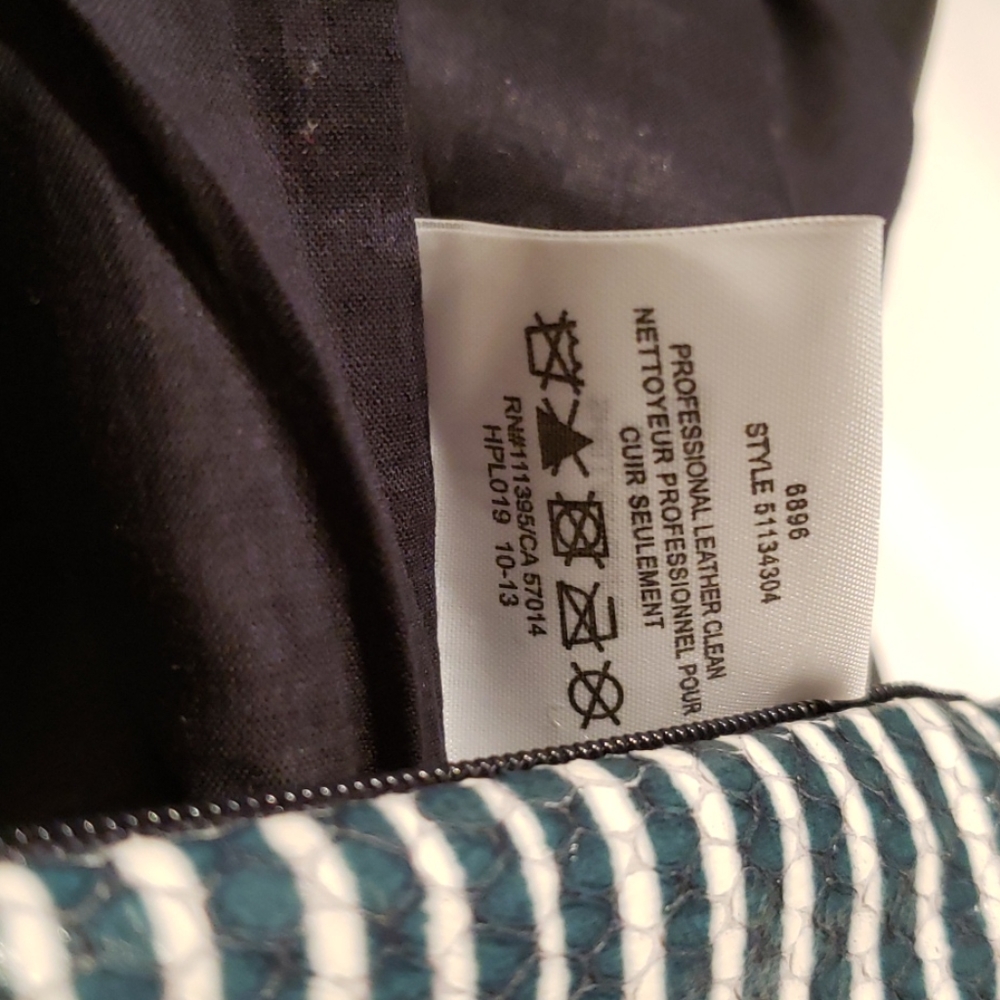 6896
STYLE 51134304
PROFESSIONAL LEATHER CLEAN
NETTOYEUR PROFESSIONNEL POUR
CUIR SEULEMENT
RN#111395/CA 57014
HPL019 10-13